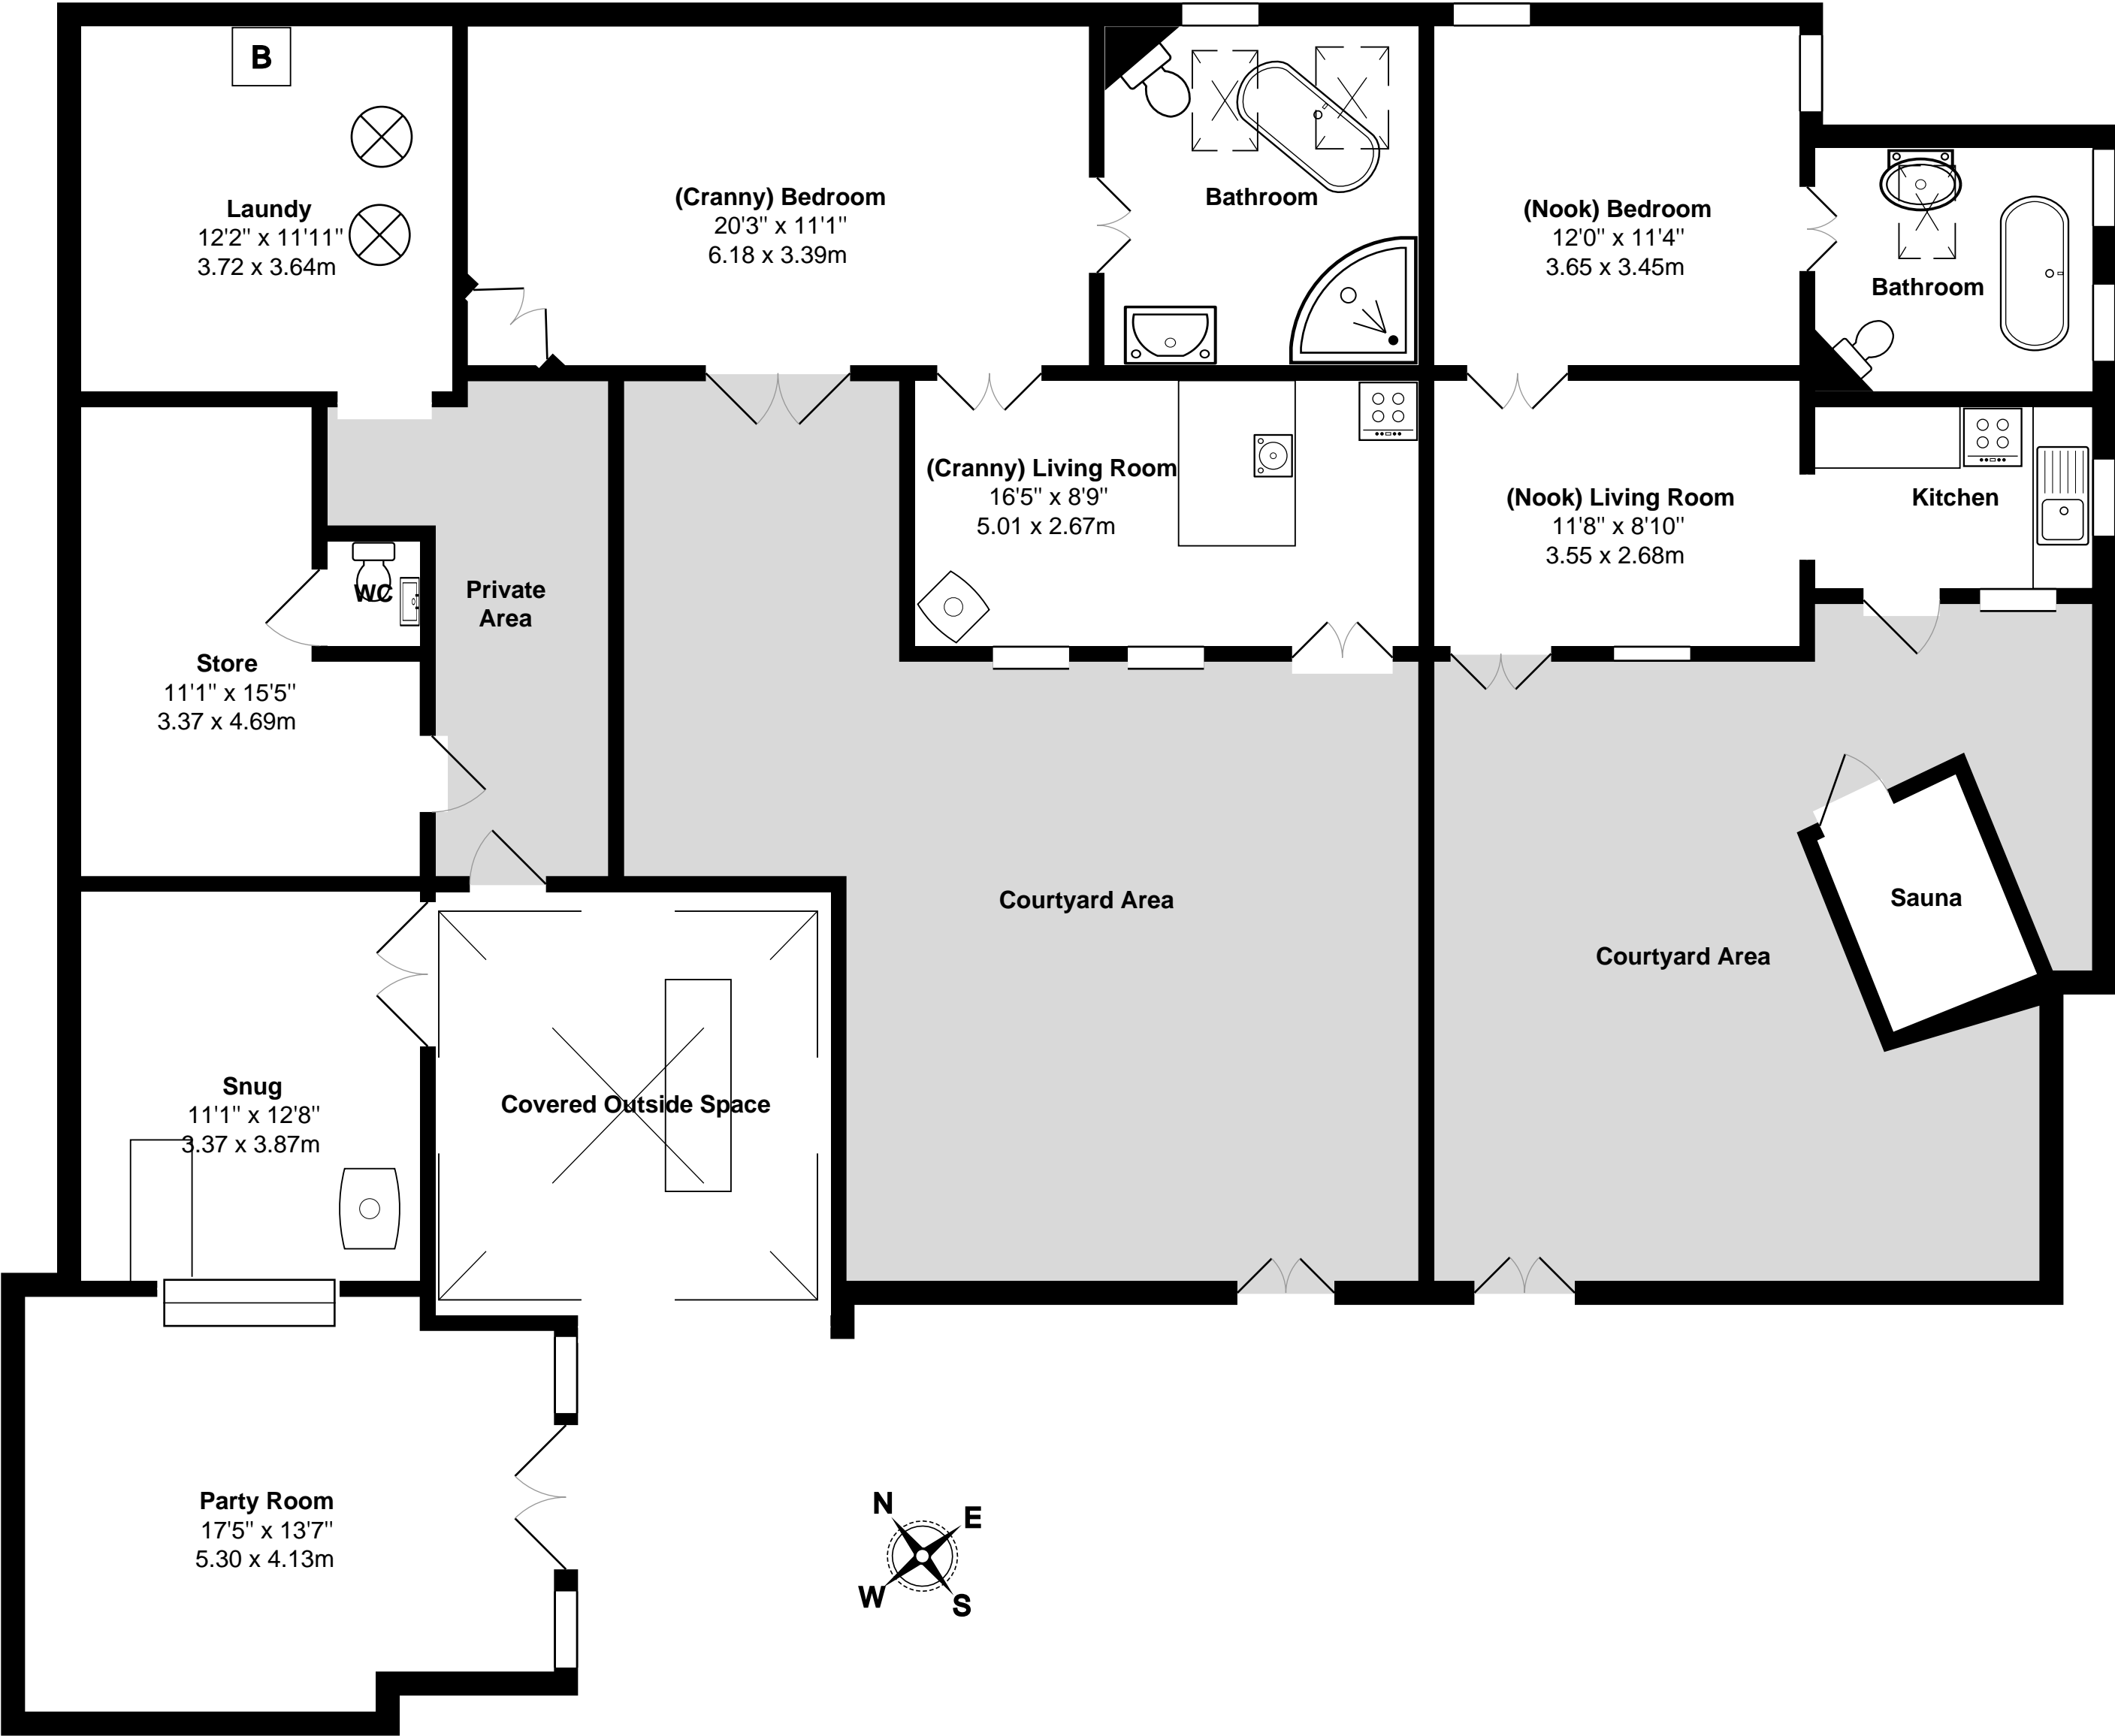 B
Laundy
12'2" x 11'11"
3.72 x 3.64m
(Cranny) Bedroom
20'3" x 11'1"
6.18 x 3.39m
Bathroom
(Nook) Bedroom
12'0" x 11'4"
3.65 x 3.45m
Bathroom
(Cranny) Living Room
16'5" x 8'9"
5.01 x 2.67m
(Nook) Living Room
11'8" x 8'10"
3.55 x 2.68m
Kitchen
WC
Private
Area
Store
11'1" x 15'5"
3.37 x 4.69m
Courtyard Area
Sauna
Courtyard Area
Snug
11'1" x 12'8"
3.37 x 3.87m
Covered Outside Space
Party Room
17'5" x 13'7"
5.30 x 4.13m
N
E
W
S